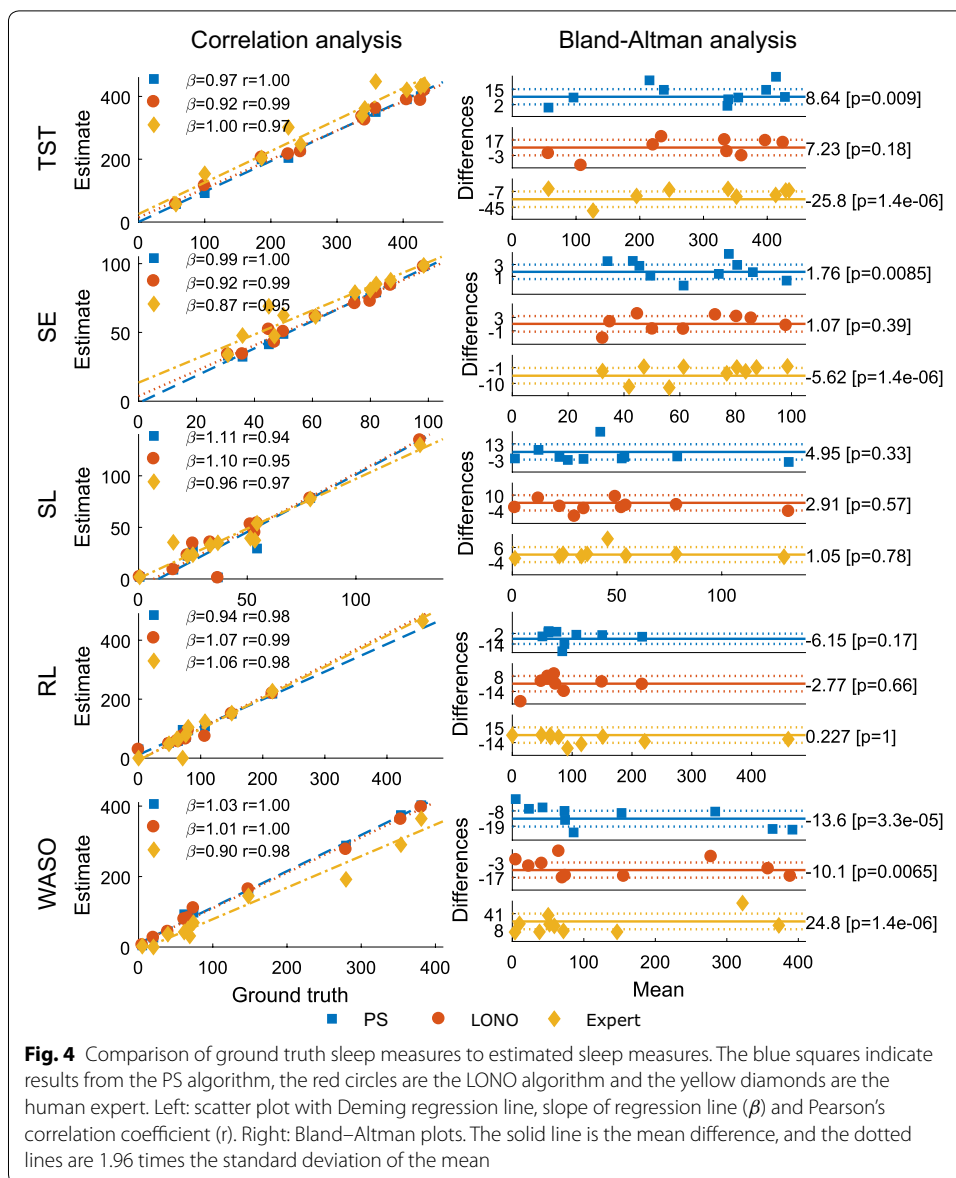 Correlation analysis
Bland-Altman analysis
TST
Estimate
400
200
0
β=0.97 r=1.00
β=0.92 r=0.99
β=1.00 r=0.97
0 100 200 300 400
Differences
15
2
8.64 [p=0.009]
17
-3
7.23 [p=0.18]
-7
-45
-25.8 [p=1.4e-06]
0 100 200 300 400
SE
Estimate
100
50
0
β=0.99 r=1.00
β=0.92 r=0.99
β=0.87 r=0.95
0 20 40 60 80 100
Differences
3
1
1.76 [p=0.0085]
3
-1
1.07 [p=0.39]
-1
-10
-5.62 [p=1.4e-06]
0 20 40 60 80 100
SL
Estimate
100
50
0
β=1.11 r=0.94
β=1.10 r=0.95
β=0.96 r=0.97
0 50 100
Differences
13
-3
4.95 [p=0.33]
10
-4
2.91 [p=0.57]
6
-4
1.05 [p=0.78]
0 50 100
RL
Estimate
400
200
0
β=0.94 r=0.98
β=1.07 r=0.99
β=1.06 r=0.98
0 200 400
Differences
2
-14
-6.15 [p=0.17]
8
-14
-2.77 [p=0.66]
15
-14
0.227 [p=1]
0 200 400
WASO
Estimate
400
200
0
β=1.03 r=1.00
β=1.01 r=1.00
β=0.90 r=0.98
0 100 200 300 400
Ground truth
Differences
-8
-19
-13.6 [p=3.3e-05]
-3
-17
-10.1 [p=0.0065]
41
8
24.8 [p=1.4e-06]
0 100 200 300 400
Mean
PS LONO Expert
Fig. 4 Comparison of ground truth sleep measures to estimated sleep measures. The blue squares indicate
results from the PS algorithm, the red circles are the LONO algorithm and the yellow diamonds are the
human expert. Left: scatter plot with Deming regression line, slope of regression line (β) and Pearson's
correlation coefficient (r). Right: Bland–Altman plots. The solid line is the mean difference, and the dotted
lines are 1.96 times the standard deviation of the mean